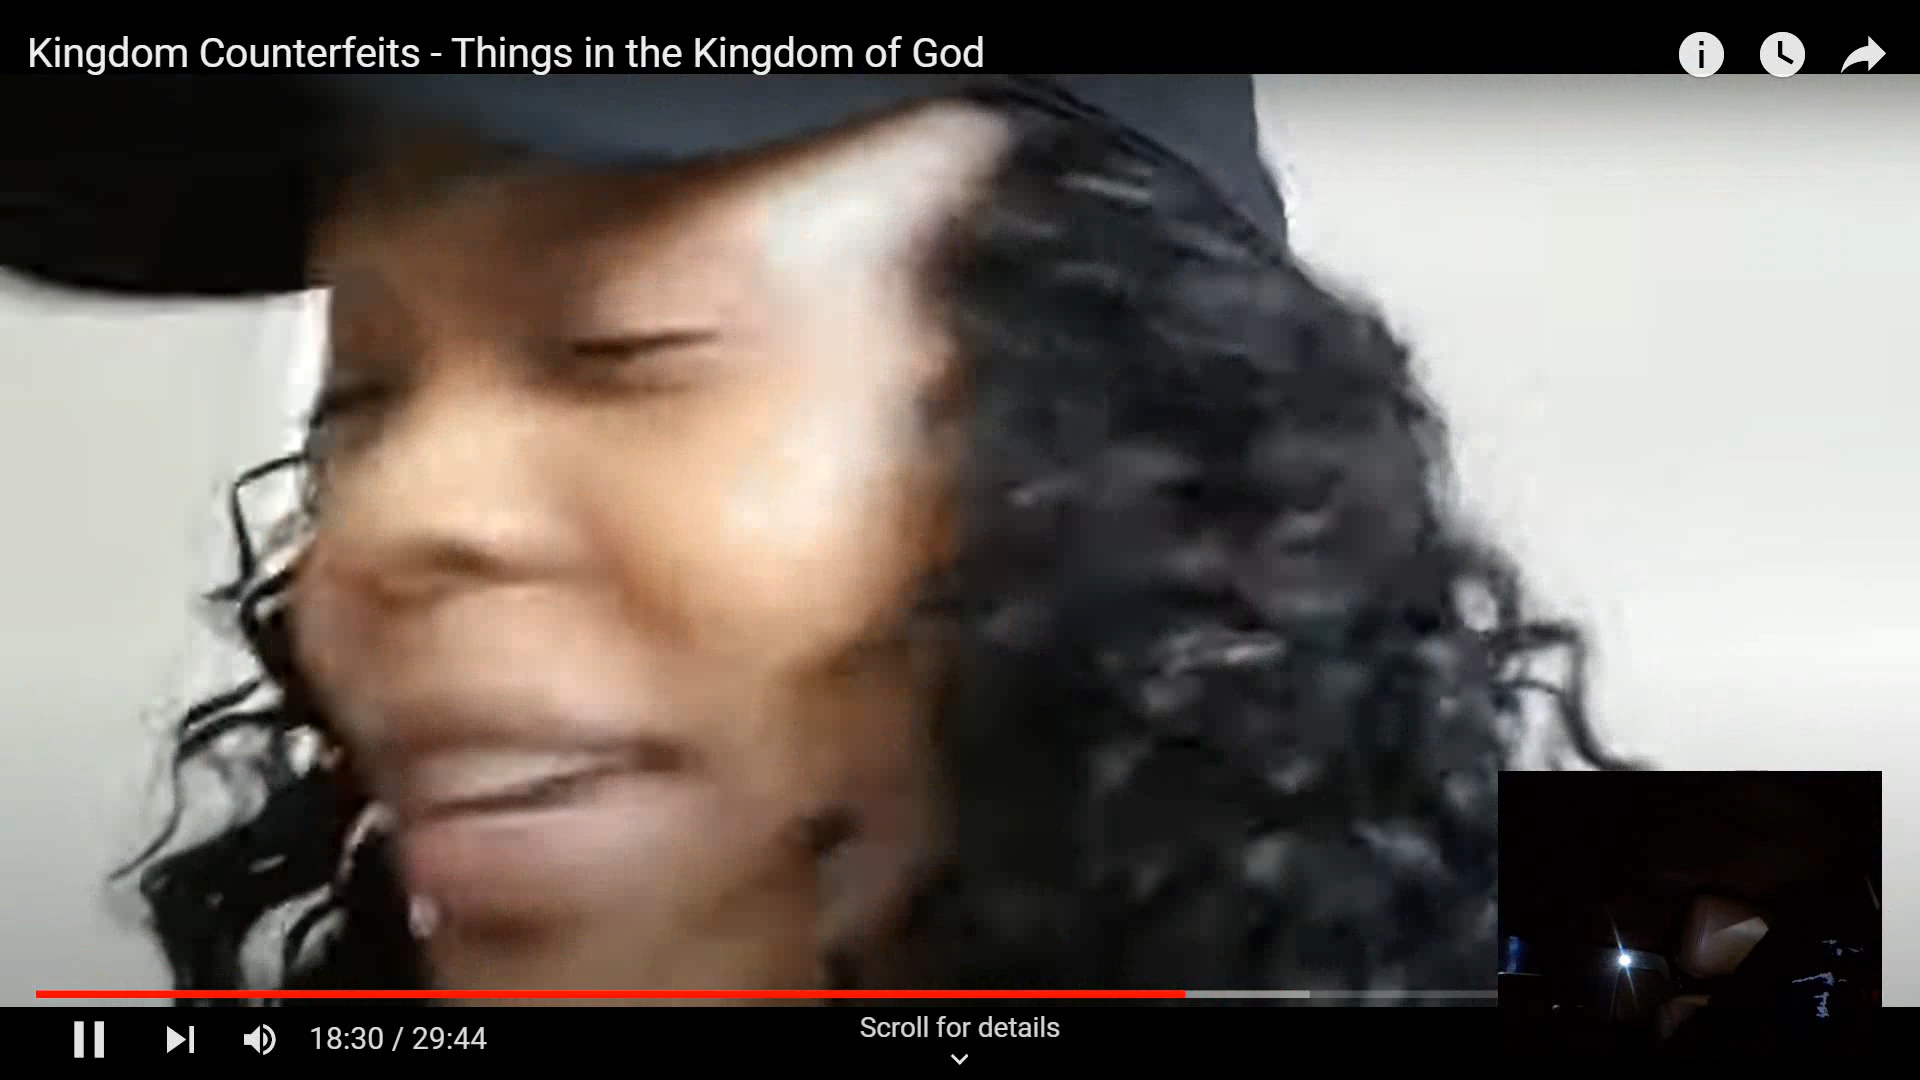 Kingdom Counterfeits - Things in the Kingdom of God
18:30 / 29:44
Scroll for details